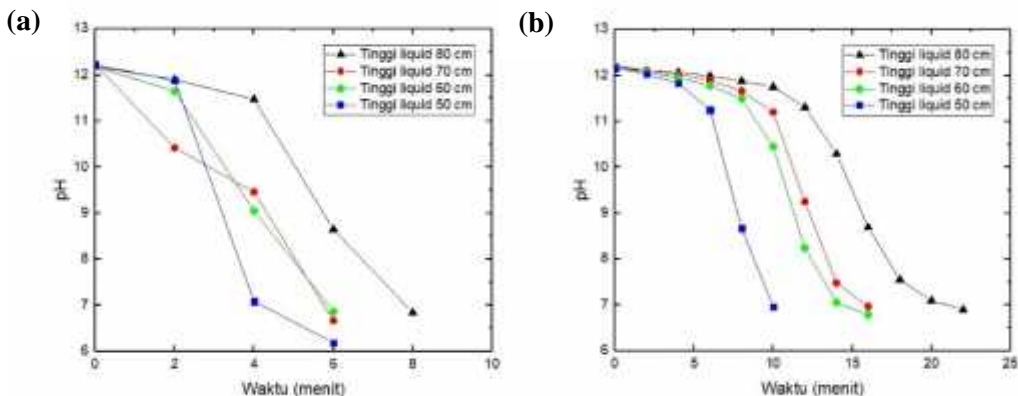 (a)
13
12
11
10
9
8
7
6
pH
0
2
4
6
8
10
Waktu (menit)
Tinggi liquid 80 cm
Tinggi liquid 70 cm
Tinggi liquid 60 cm
Tinggi liquid 50 cm
(b)
13
12
11
10
9
8
7
6
pH
0
5
10
15
20
25
Waktu (menit)
Tinggi liquid 80 cm
Tinggi liquid 70 cm
Tinggi liquid 60 cm
Tinggi liquid 50 cm